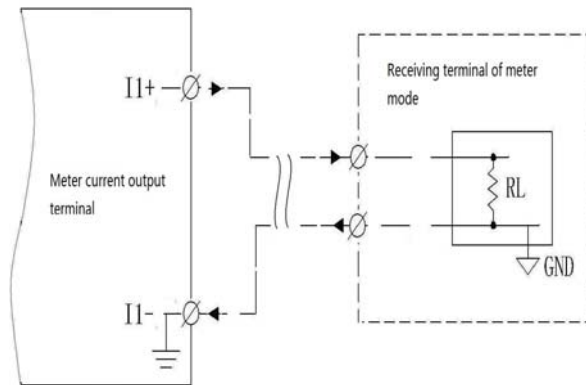 I1+
Meter current output
terminal
I1-
Receiving terminal of meter
mode
RL
GND